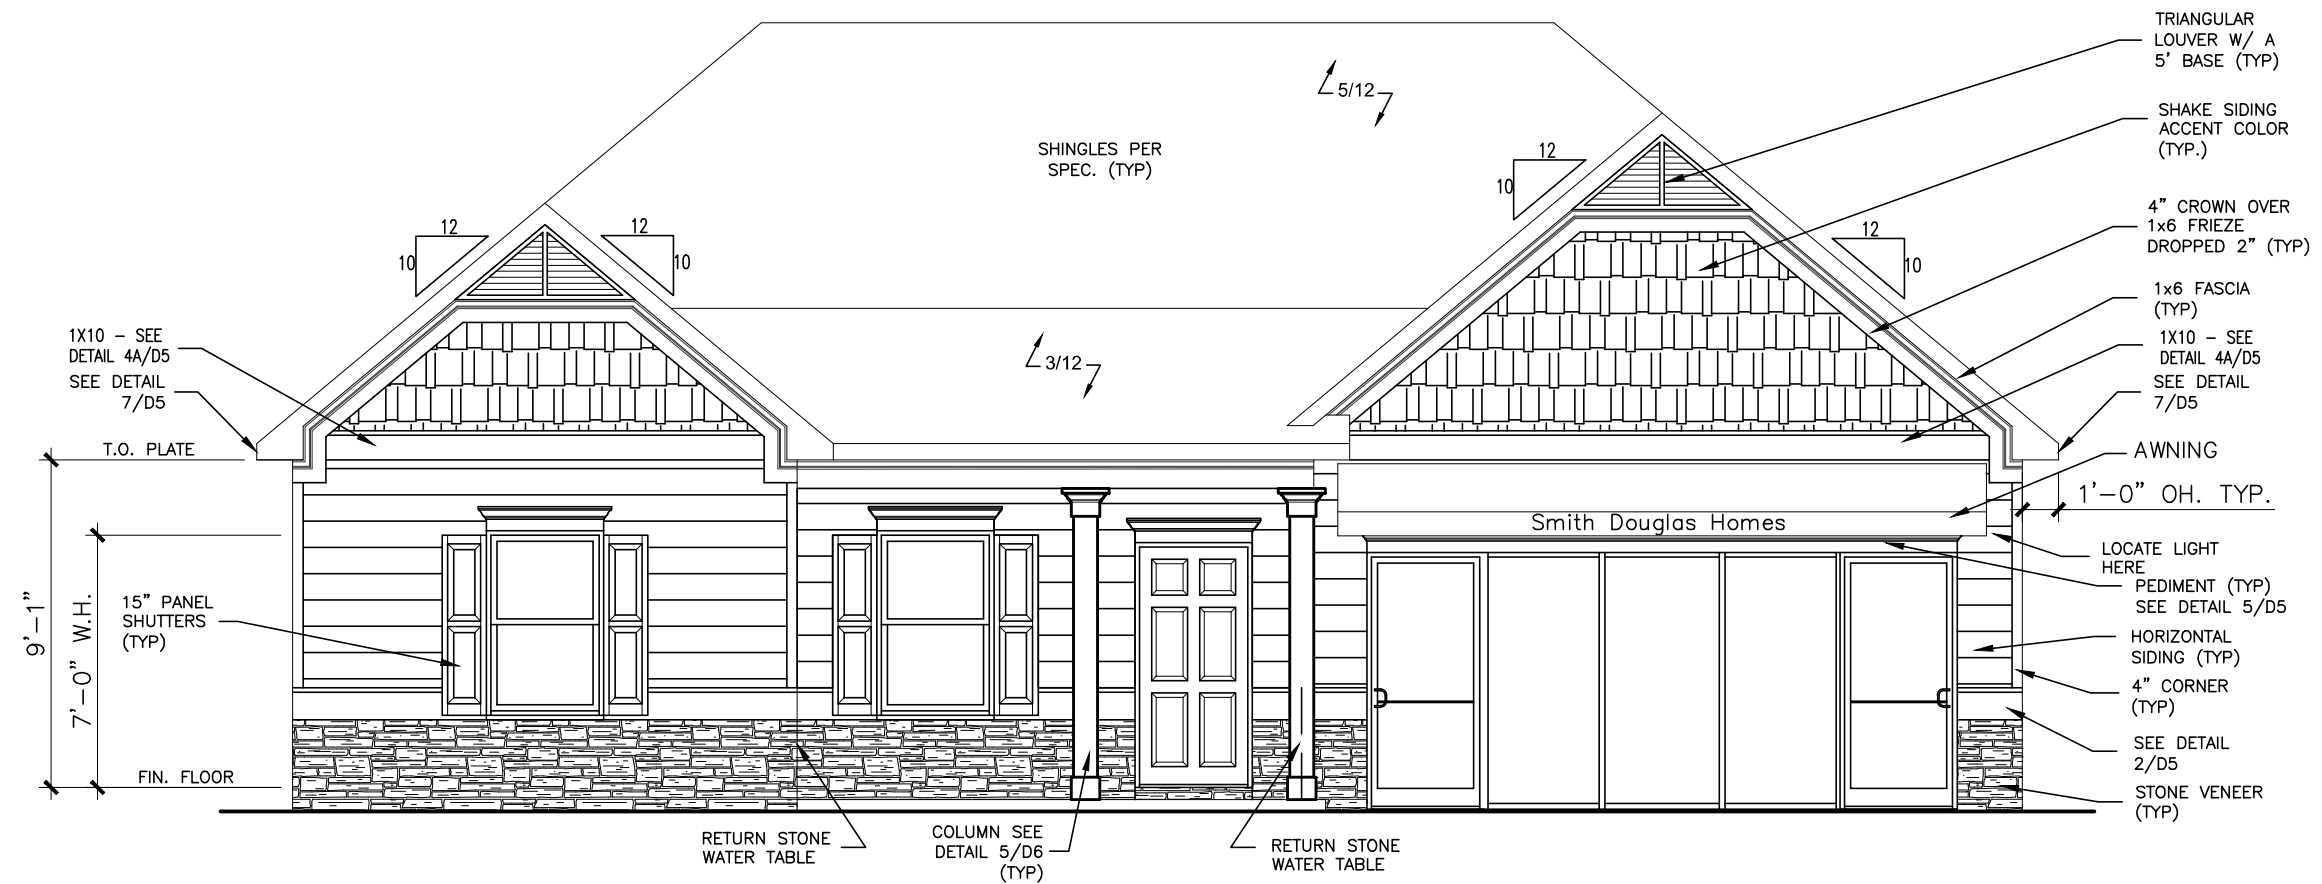 TRIANGULAR
LOUVER W/ A
5' BASE (TYP)
5/12
SHINGLES PER
SPEC. (TYP)
SHAKE SIDING
ACCENT COLOR
(TYP.)
12
10
4" CROWN OVER
1x6 FRIEZE
DROPPED 2" (TYP)
12
10
12
10
12
10
1x6 FASCIA
(TYP)
1X10 - SEE
DETAIL 4A/D5
SEE DETAIL
7/D5
3/12
1X10 - SEE
DETAIL 4A/D5
SEE DETAIL
7/D5
T.O. PLATE
AWNING
1'-0" OH. TYP.
Smith Douglas Homes
LOCATE LIGHT
HERE
PEDIMENT (TYP)
SEE DETAIL 5/D5
9'-1"
7'-0" W.H.
15" PANEL
SHUTTERS
(TYP)
HORIZONTAL
SIDING (TYP)
4" CORNER
(TYP)
SEE DETAIL
2/D5
FIN. FLOOR
STONE VENEER
(TYP)
RETURN STONE
WATER TABLE
COLUMN SEE
DETAIL 5/D6
(TYP)
RETURN STONE
WATER TABLE